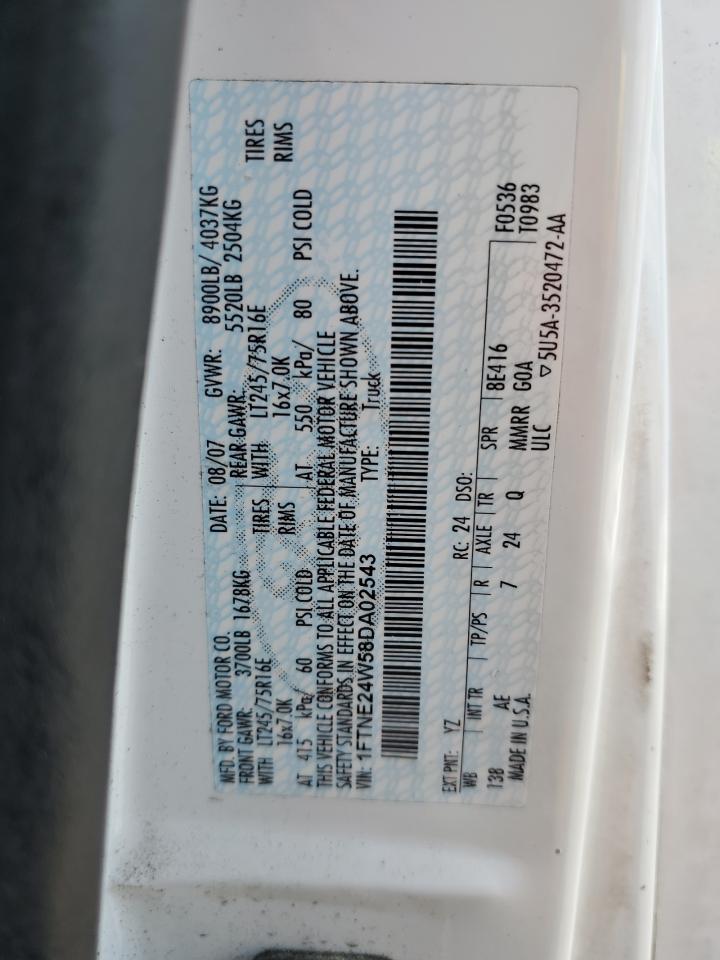 MFD. BY FORD MOTOR CO.
DATE: 08/07 GVWR: 8900LB/ 4037KG
FRONT GAWR: 3700LB 1678KG REAR GAWR: 5520LB 2504KG
WITH LT245/75R16E TIRES WITH LT245/75R16E TIRES
16x7.0K RIMS 16x7.0K RIMS
AT 415 kPa/ 60 PSI COLD AT 550 kPa/ 80 PSI COLD
THIS VEHICLE CONFORMS TO ALL APPLICABLE FEDERAL MOTOR VEHICLE
SAFETY STANDARDS IN EFFECT ON THE DATE OF MANUFACTURE SHOWN ABOVE.
VIN: 1FTNE24W58DA02543 TYPE: Truck
EXT PNT: YZ RC: 24 DSO:
WB INT TR TP/PS R AXLE TR SPR 8E416 F0536
138 AE 7 24 Q MMRR GOA T0983
MADE IN U.S.A. ULC ▽5U5A-3520472-AA